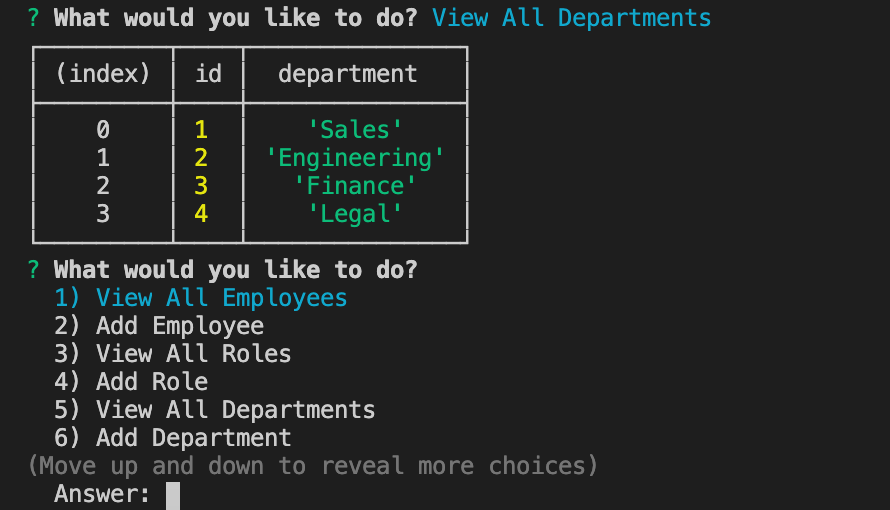 ? What would you like to do? View All Departments
(index) id department
0 1 'Sales'
1 2 'Engineering'
2 3 'Finance'
3 4 'Legal'
? What would you like to do?
1) View All Employees
2) Add Employee
3) View All Roles
4) Add Role
5) View All Departments
6) Add Department
(Move up and down to reveal more choices)
Answer: